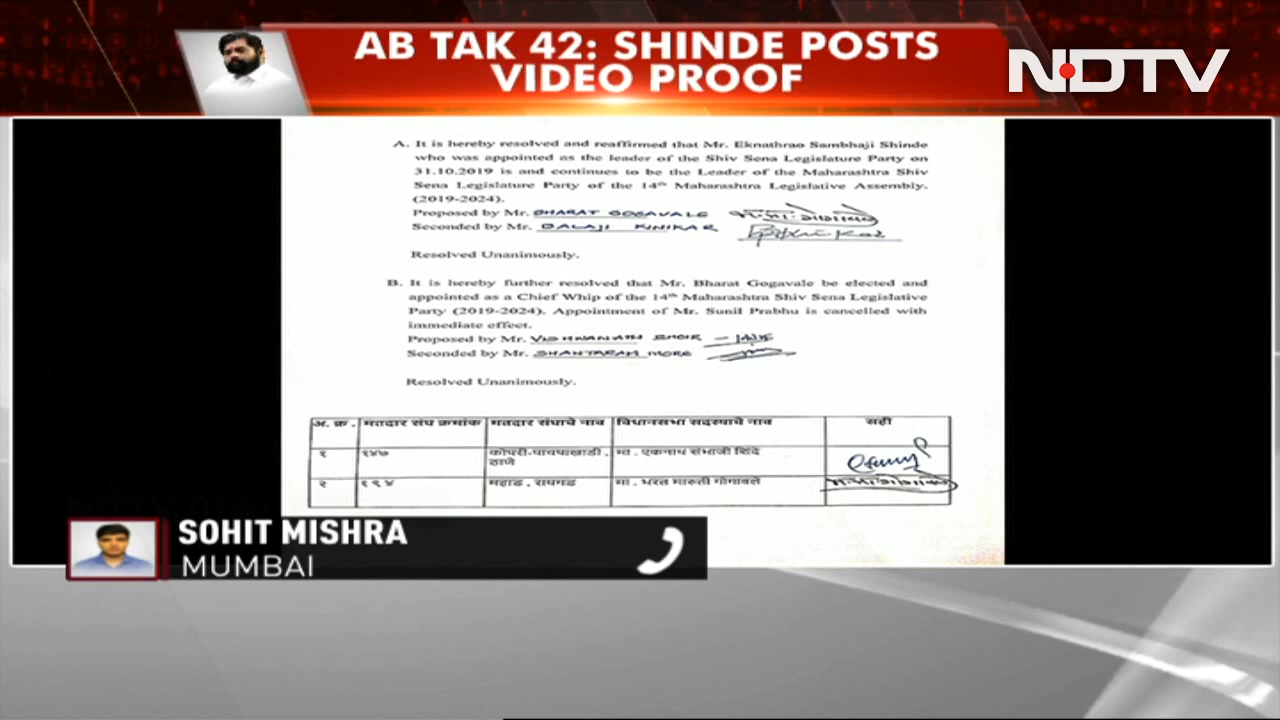 AB TAK 42: SHINDE POSTS
VIDEO PROOF
NDTV
A. It is hereby resolved and reaffirmed that Mr. Eknathrao Sambhaji Shinde
who was appointed as the leader of the Shiv Sena Legislature Party on
31.10.2019 is and continues to be the Leader of the Maharashtra Shiv
Sena Legislature Party of the 14th Maharashtra Legislative Assembly.
(2019-2024).
Proposed by Mr. BHARAT GOGAVALE
Seconded by Mr. BALAJI KINIKAR
Resolved Unanimously.
B. It is hereby further resolved that Mr. Bharat Gogavale be elected and
appointed as a Chief Whip of the 14th Maharashtra Shiv Sena Legislative
Party (2019-2024). Appointment of Mr. Sunil Prabhu is cancelled with
immediate effect.
Proposed by Mr. VISHWANATH BHOIR
Seconded by Mr. SHANTARAM MORE
Resolved Unanimously.
अ. क्र. मतदार संघ क्रमांक मतदार संघाचे नाव विधानसभा सदस्याचे नाव सही
१ १४७ कोपरी-पाचपाखाडी, मा. एकनाथ संभाजी शिंदे
ठाणे
२ १९४ महाड, रायगड मा. भरत मारुती गोगावले
SOHIT MISHRA
MUMBAI